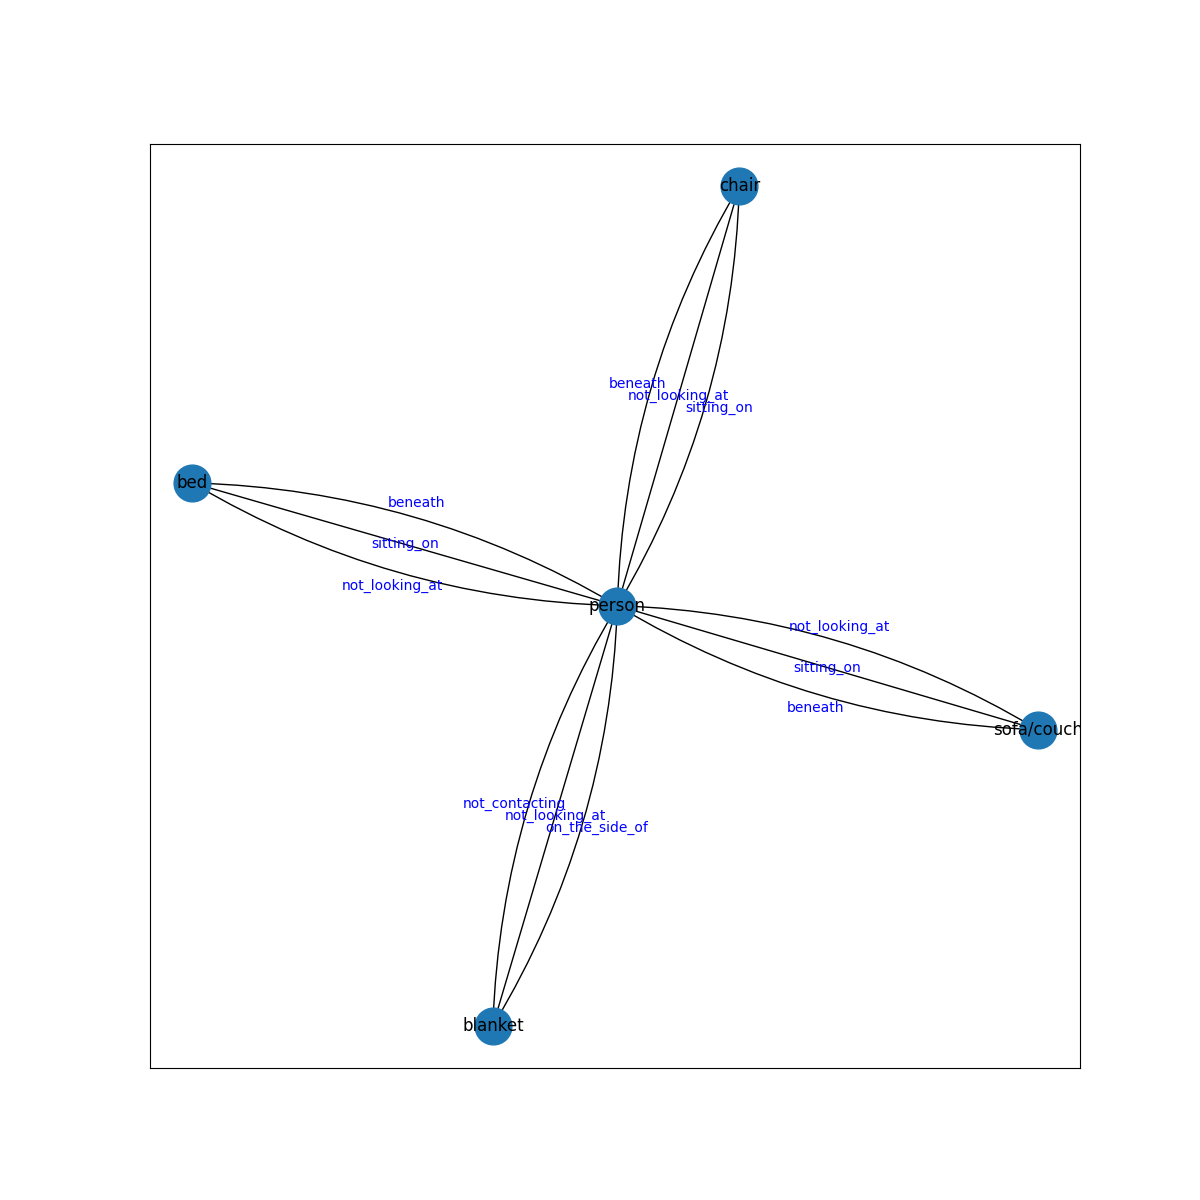 chair
beneath
not_looking_at
sitting_on
bed
beneath
sitting_on
not_looking_at
person
not_looking_at
sitting_on
beneath
sofa/couch
not_contacting
not_looking_at
on_the_side_of
blanket